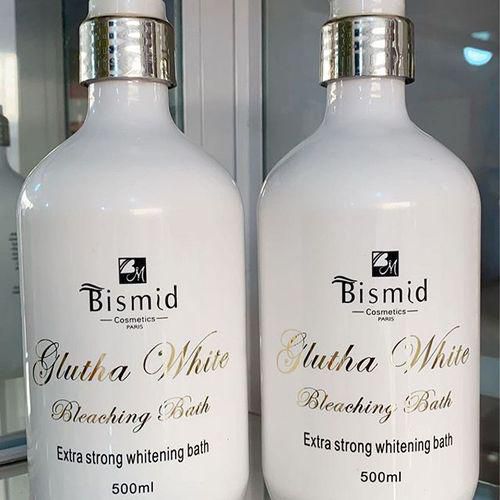 BM
Bismid
Cosmetics
PARIS
Glutha White
Bleaching Bath
Extra strong whitening bath
500ml
BM
Bismid
Cosmetics
PARIS
Glutha White
Bleaching Bath
Extra strong whitening bath
500ml